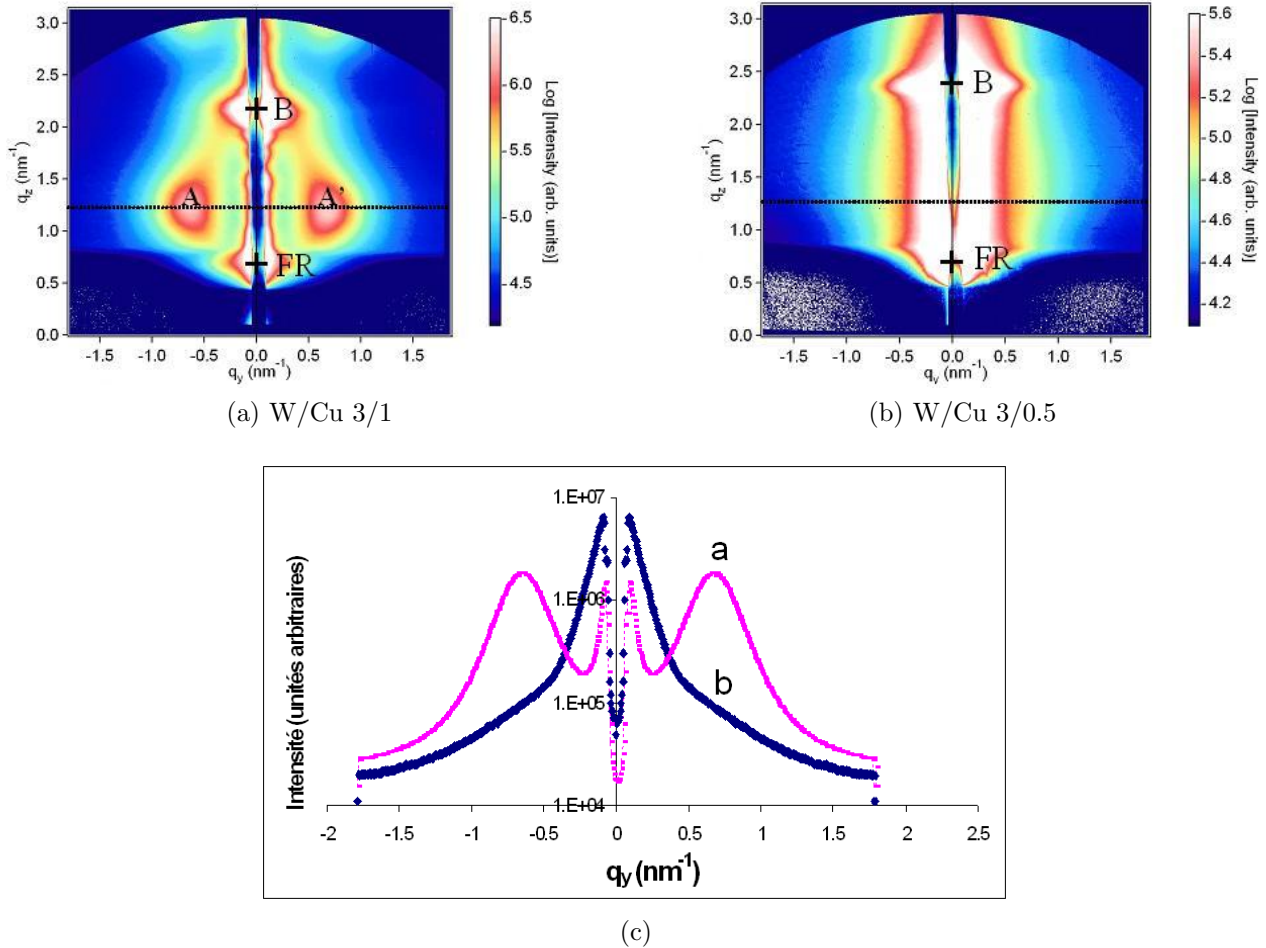 3.0
2.5
2.0
1.5
1.0
0.5
0.0
q_z (nm⁻¹)
-1.5 -1.0 -0.5 0.0 0.5 1.0 1.5
q_y (nm⁻¹)
B
A A'
FR
6.5
6.0
5.5
5.0
4.5
Log [Intensity (arb. units)]
(a) W/Cu 3/1
3.0
2.5
2.0
1.5
1.0
0.5
0.0
q_z (nm⁻¹)
-1.5 -1.0 -0.5 0.0 0.5 1.0 1.5
q_y (nm⁻¹)
B
FR
5.6
5.4
5.2
5.0
4.8
4.6
4.4
4.2
Log [Intensity (arb. units)]
(b) W/Cu 3/0.5
Intensité (unités arbitraires)
1.E+07
1.E+06
1.E+05
1.E+04
a
b
-2 -1.5 -1 -0.5 0 0.5 1 1.5 2 2.5
q_y (nm⁻¹)
(c)